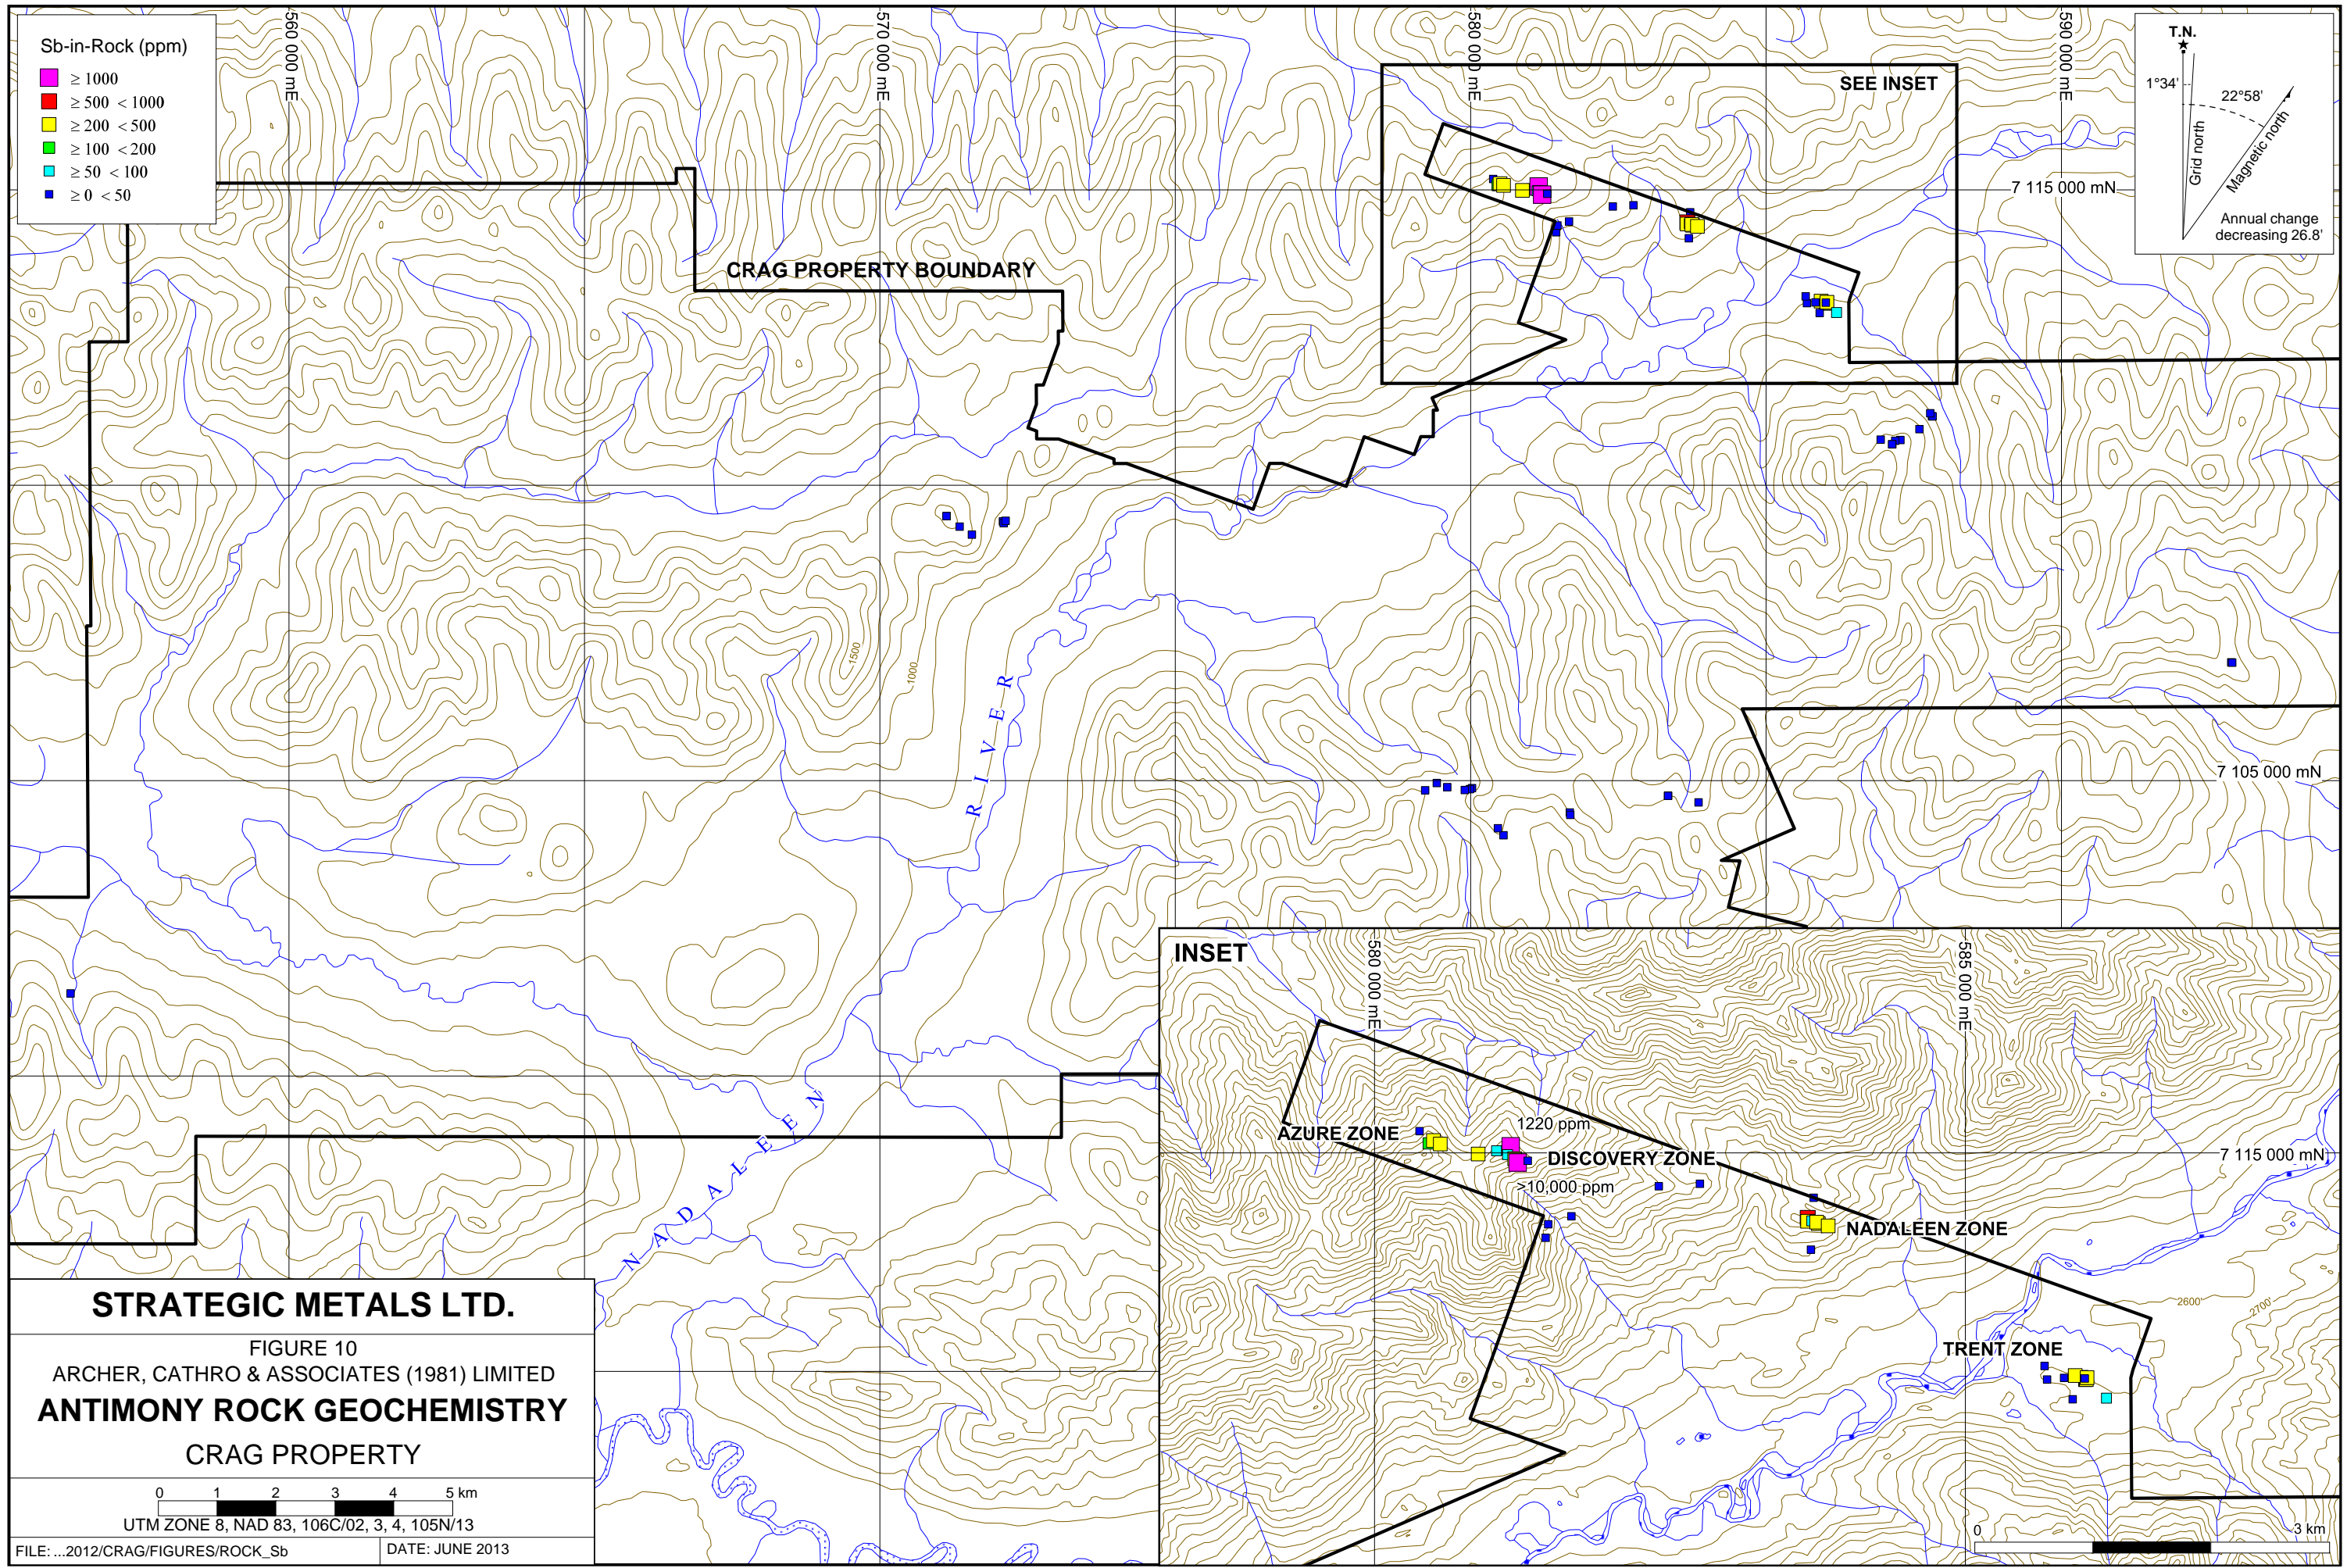 Sb-in-Rock (ppm)
≥ 1000
≥ 500 < 1000
≥ 200 < 500
≥ 100 < 200
≥ 50 < 100
≥ 0 < 50
560 000 mE
570 000 mE
580 000 mE
590 000 mE
SEE INSET
T.N.
1°34'
22°58'
Grid north
Magnetic north
Annual change
decreasing 26.8'
7 115 000 mN
CRAG PROPERTY BOUNDARY
1500
1000
RIVER
7 105 000 mN
NADALEEN
INSET
580 000 mE
585 000 mE
1220 ppm
AZURE ZONE
DISCOVERY ZONE
7 115 000 mN
>10,000 ppm
NADALEEN ZONE
2600'
2700'
TRENT ZONE
0 3 km
STRATEGIC METALS LTD.
FIGURE 10
ARCHER, CATHRO & ASSOCIATES (1981) LIMITED
ANTIMONY ROCK GEOCHEMISTRY
CRAG PROPERTY
0 1 2 3 4 5 km
UTM ZONE 8, NAD 83, 106C/02, 3, 4, 105N/13
FILE: ...2012/CRAG/FIGURES/ROCK_Sb
DATE: JUNE 2013